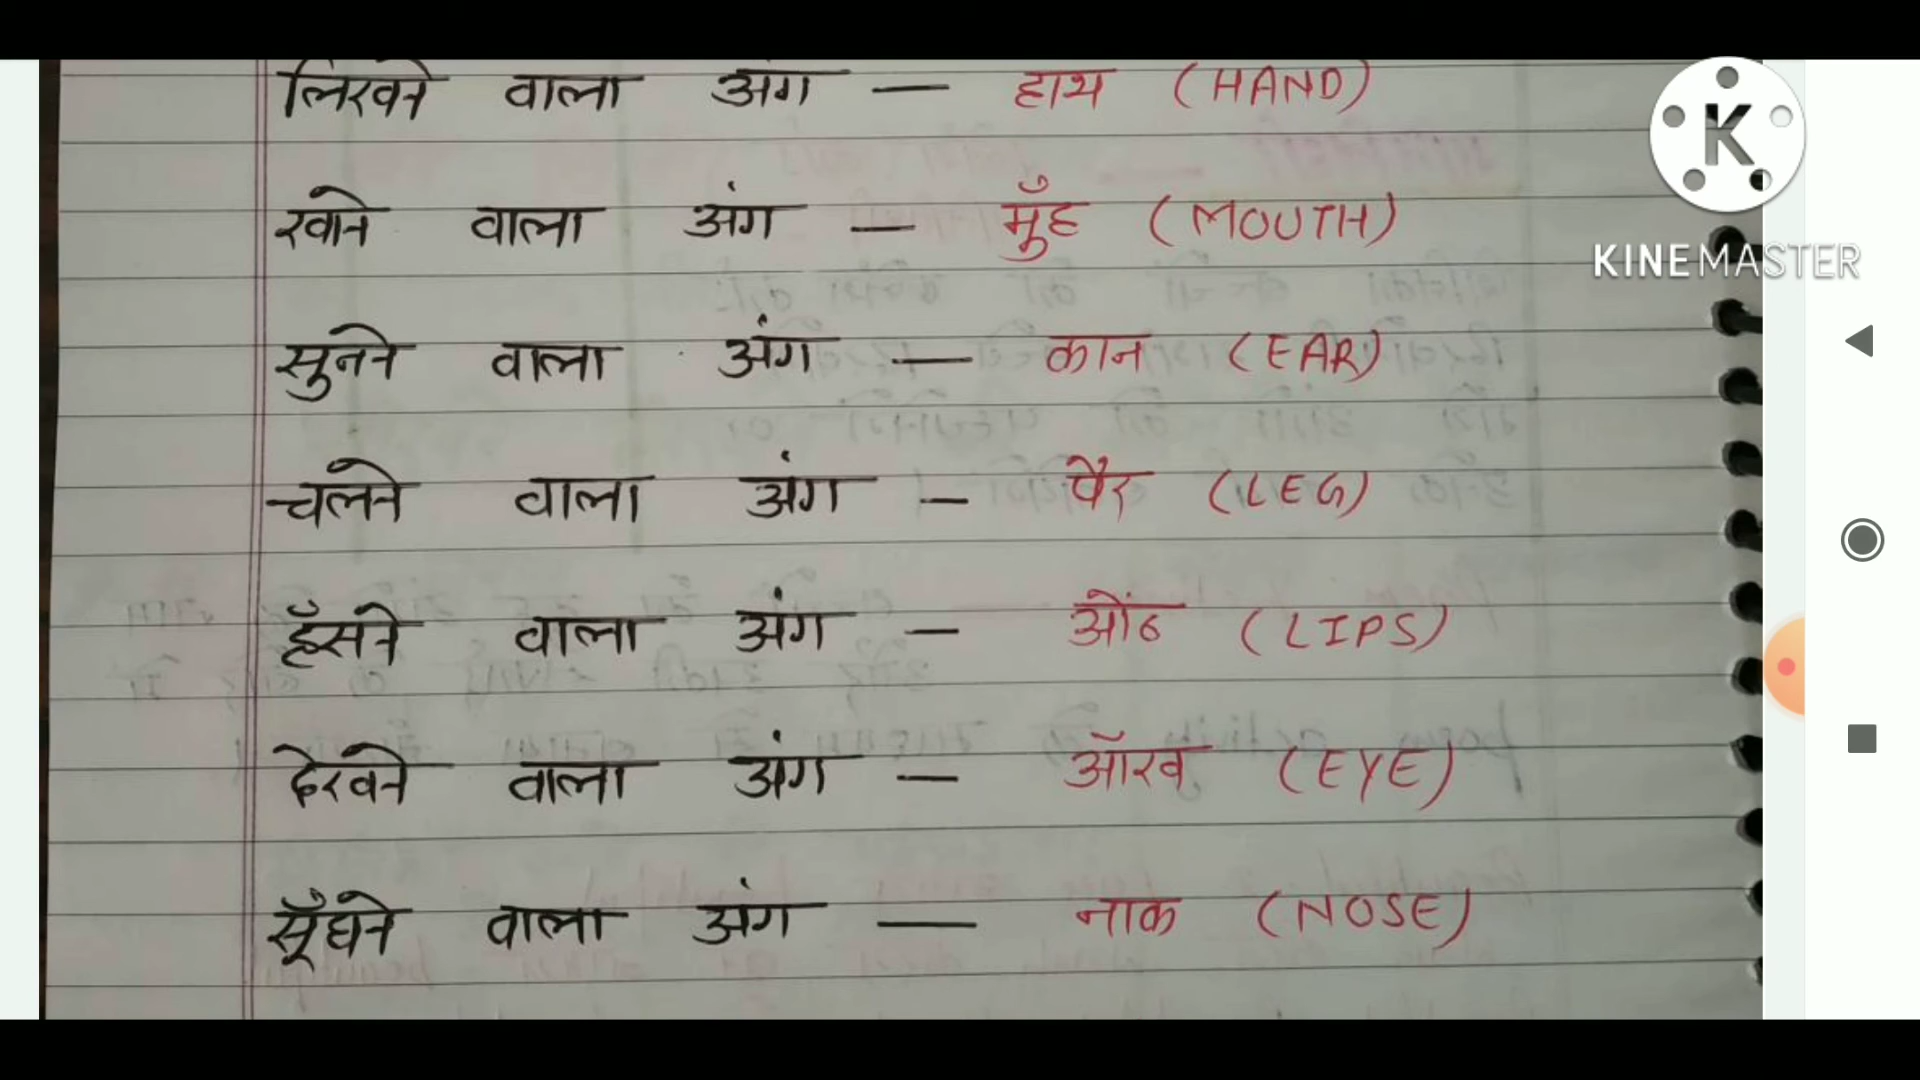 लिखने वाला अंग — हाथ (HAND)
खाने वाला अंग — मुँह (MOUTH)
सुनने वाला अंग — कान (EAR)
चलने वाला अंग — पैर (LEG)
हँसने वाला अंग — ओंठ (LIPS)
देखने वाला अंग — आँख (EYE)
सूँघने वाला अंग — नाक (NOSE)
K
KINEMASTER